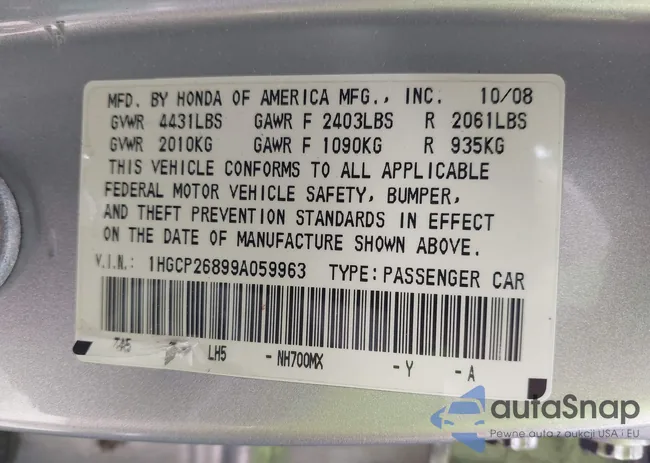 MFD. BY HONDA OF AMERICA MFG., INC. 10/08
GVWR 4431LBS GAWR F 2403LBS R 2061LBS
GVWR 2010KG GAWR F 1090KG R 935KG
THIS VEHICLE CONFORMS TO ALL APPLICABLE
FEDERAL MOTOR VEHICLE SAFETY, BUMPER,
AND THEFT PREVENTION STANDARDS IN EFFECT
ON THE DATE OF MANUFACTURE SHOWN ABOVE.
V.I.N.: 1HGCP26899A059963 TYPE:PASSENGER CAR
LH5 -NH700MX -Y -A
autaSnap
Pewne auta z aukcji USA i EU